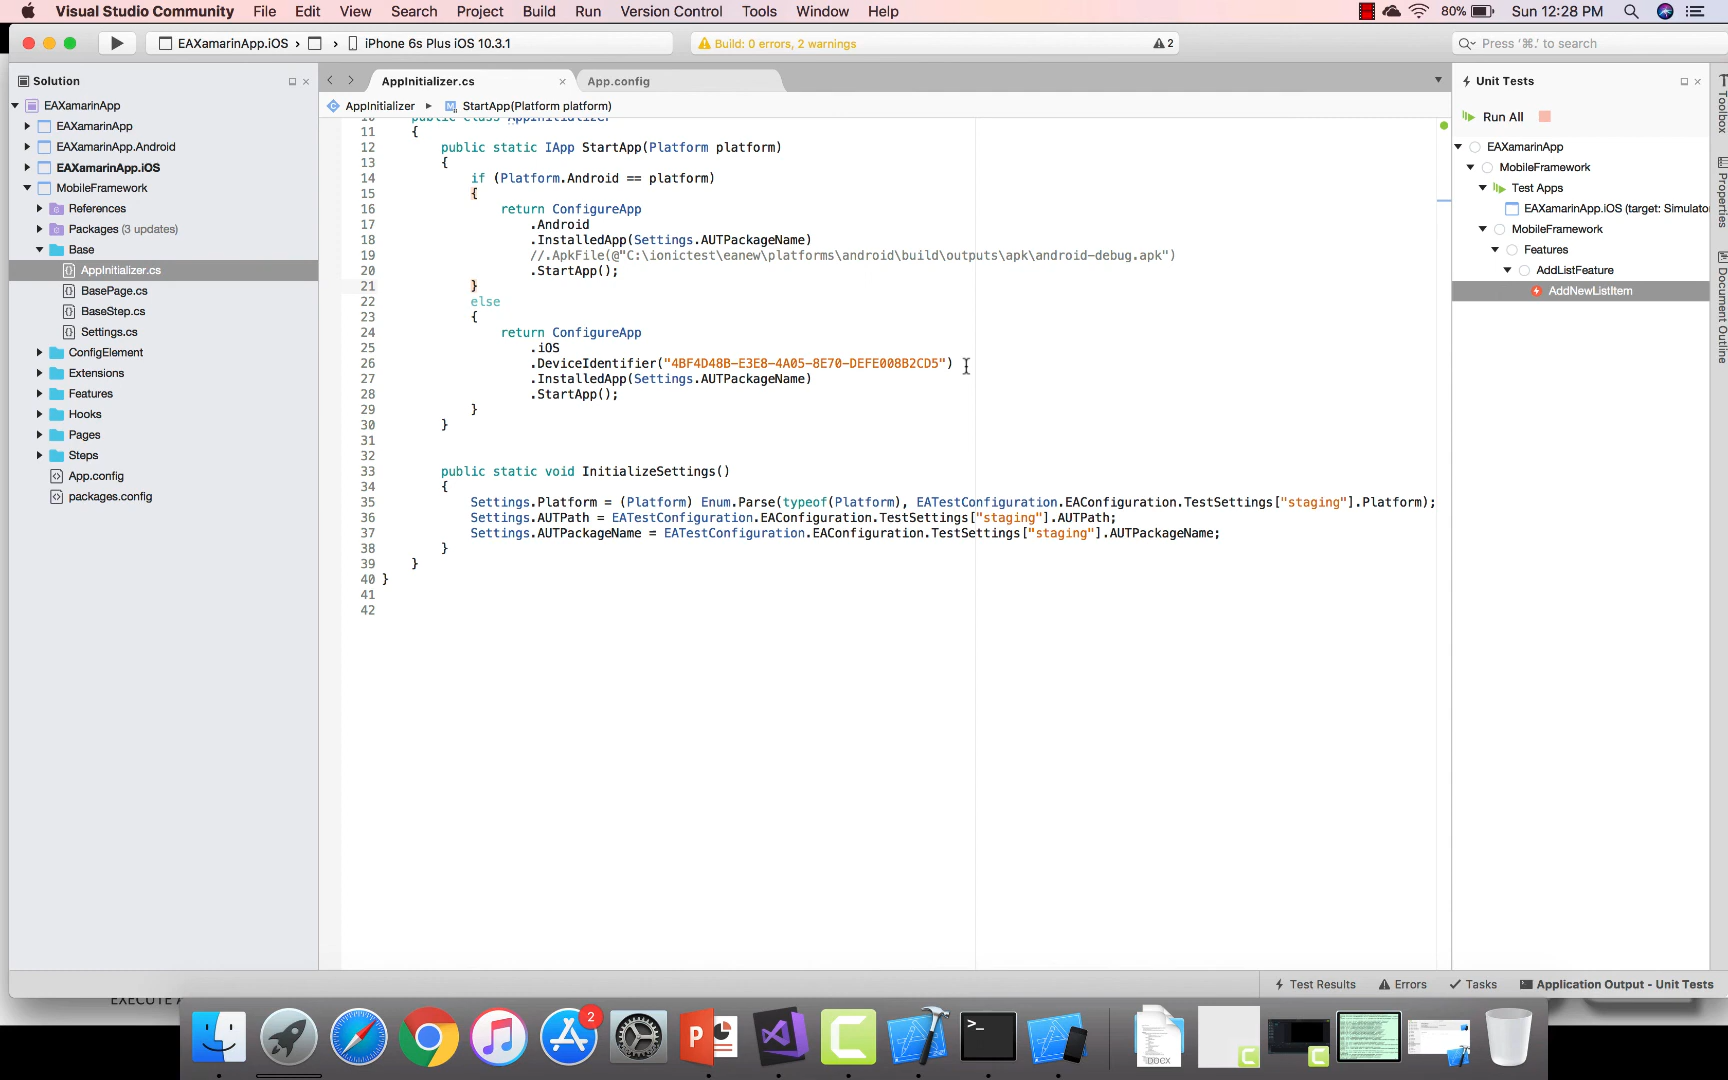 Visual Studio Community File Edit View Search Project Build Run Version Control Tools Window Help 80% Sun 12:28 PM
EAXamarinApp.iOS › › iPhone 6s Plus iOS 10.3.1 Build: 0 errors, 2 warnings 2 Press '⌘.' to search
Solution
EAXamarinApp
EAXamarinApp
EAXamarinApp.Android
EAXamarinApp.iOS
MobileFramework
References
Packages (3 updates)
Base
AppInitializer.cs
BasePage.cs
BaseStep.cs
Settings.cs
ConfigElement
Extensions
Features
Hooks
Pages
Steps
App.config
packages.config
AppInitializer.cs App.config
AppInitializer StartApp(Platform platform)
10 public class AppInitializer
11 {
12 public static IApp StartApp(Platform platform)
13 {
14 if (Platform.Android == platform)
15 {
16 return ConfigureApp
17 .Android
18 .InstalledApp(Settings.AUTPackageName)
19 //.ApkFile(@"C:\ionictest\eanew\platforms\android\build\outputs\apk\android-debug.apk")
20 .StartApp();
21 }
22 else
23 {
24 return ConfigureApp
25 .iOS
26 .DeviceIdentifier("4BF4D48B-E3E8-4A05-8E70-DEFE008B2CD5")
27 .InstalledApp(Settings.AUTPackageName)
28 .StartApp();
29 }
30 }
31
32
33 public static void InitializeSettings()
34 {
35 Settings.Platform = (Platform) Enum.Parse(typeof(Platform), EATestConfiguration.EAConfiguration.TestSettings["staging"].Platform);
36 Settings.AUTPath = EATestConfiguration.EAConfiguration.TestSettings["staging"].AUTPath;
37 Settings.AUTPackageName = EATestConfiguration.EAConfiguration.TestSettings["staging"].AUTPackageName;
38 }
39 }
40 }
41
42
Unit Tests
Run All
EAXamarinApp
MobileFramework
Test Apps
EAXamarinApp.iOS (target: Simulato
MobileFramework
Features
AddListFeature
AddNewListItem
Toolbox
Properties
Document Outline
Test Results Errors Tasks Application Output - Unit Tests
EXECUTE A
2
P
>_
DOCX